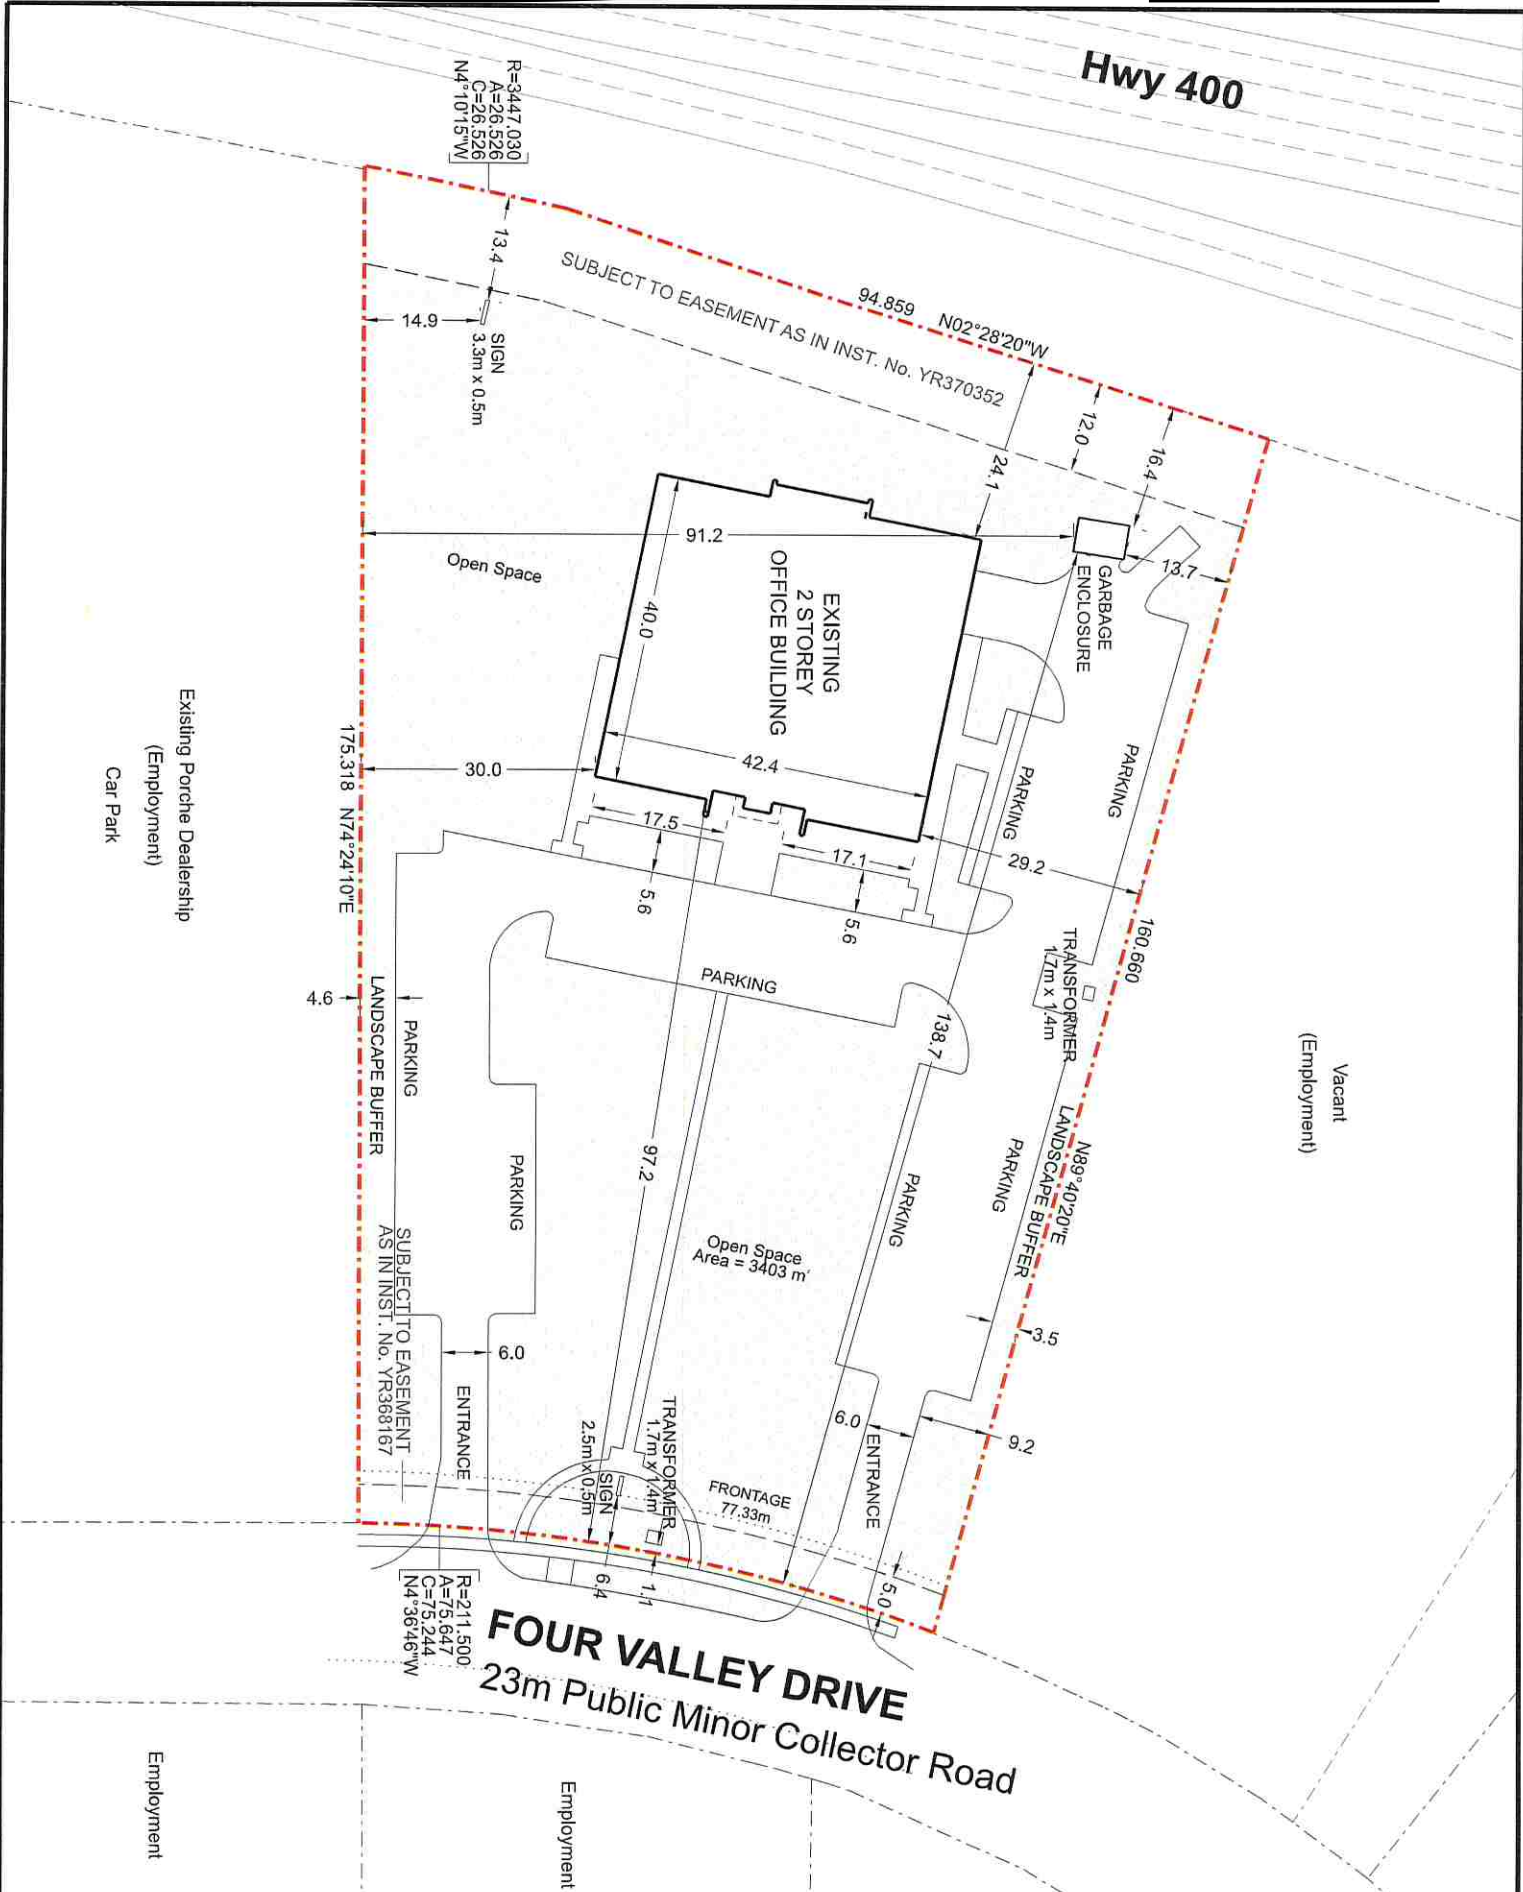 Hwy 400
R=3447.030
A=26.526
C=26.526
N4°10'15"W
13.4
14.9
SIGN
3.3m x 0.5m
SUBJECT TO EASEMENT AS IN INST. No. YR370352
94.859 N02°28'20"W
24.1
12.0
16.4
13.7
GARBAGE
ENCLOSURE
91.2
Open Space
EXISTING
2 STOREY
OFFICE BUILDING
40.0
42.4
30.0
17.5
17.1
5.6
5.6
29.2
PARKING
PARKING
160.660
N89°40'20"E
TRANSFORMER
1.7m x 1.4m
Existing Porche Dealership
(Employment)
Car Park
175.318 N74°24'10"E
4.6
LANDSCAPE BUFFER
PARKING
PARKING
PARKING
138.7
97.2
PARKING
PARKING
LANDSCAPE BUFFER
3.5
Vacant
(Employment)
Open Space
Area = 3403 m²
SUBJECT TO EASEMENT
AS IN INST. No. YR368167
6.0
ENTRANCE
SIGN
2.5m x 0.5m
TRANSFORMER
1.7m x 1.4m
FRONTAGE
77.33m
6.0
ENTRANCE
9.2
5.0
6.4
1.1
R=211.500
A=75.647
C=75.244
N4°36'46"W
FOUR VALLEY DRIVE
23m Public Minor Collector Road
Employment
Employment